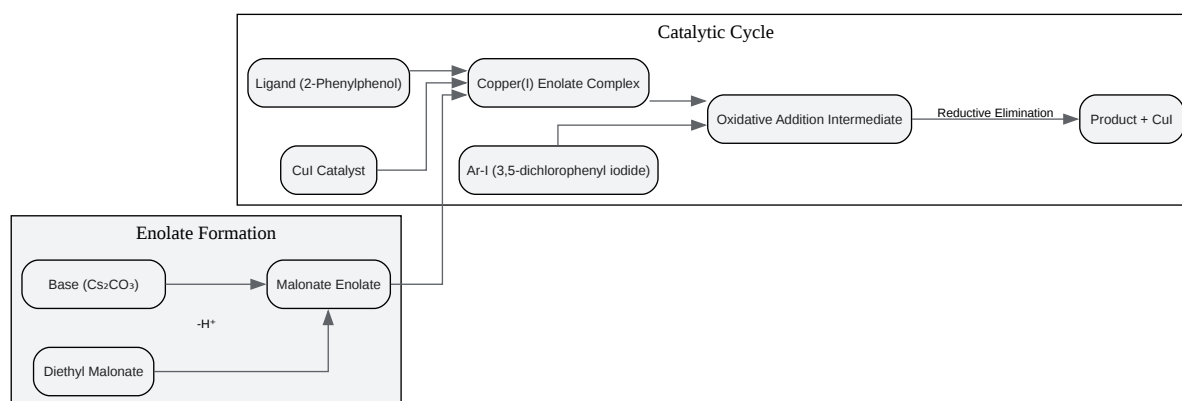 Catalytic Cycle
Ligand (2-Phenylphenol)
Copper(I) Enolate Complex
Oxidative Addition Intermediate
Reductive Elimination
Product + CuI
CuI Catalyst
Ar-I (3,5-dichlorophenyl iodide)
Enolate Formation
Base (Cs₂CO₃)
Malonate Enolate
-H⁺
Diethyl Malonate